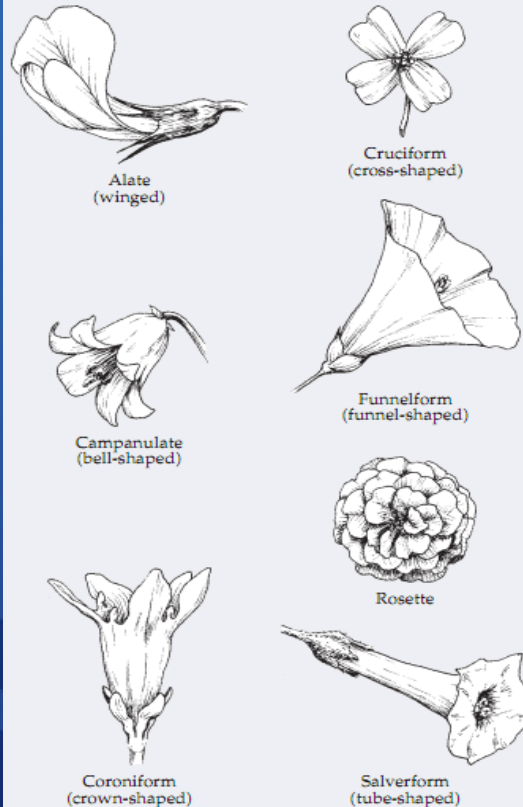 Alate
(winged)
Cruciform
(cross-shaped)
Campanulate
(bell-shaped)
Funnelform
(funnel-shaped)
Rosette
Coroniform
(crown-shaped)
Salverform
(tube-shaped)